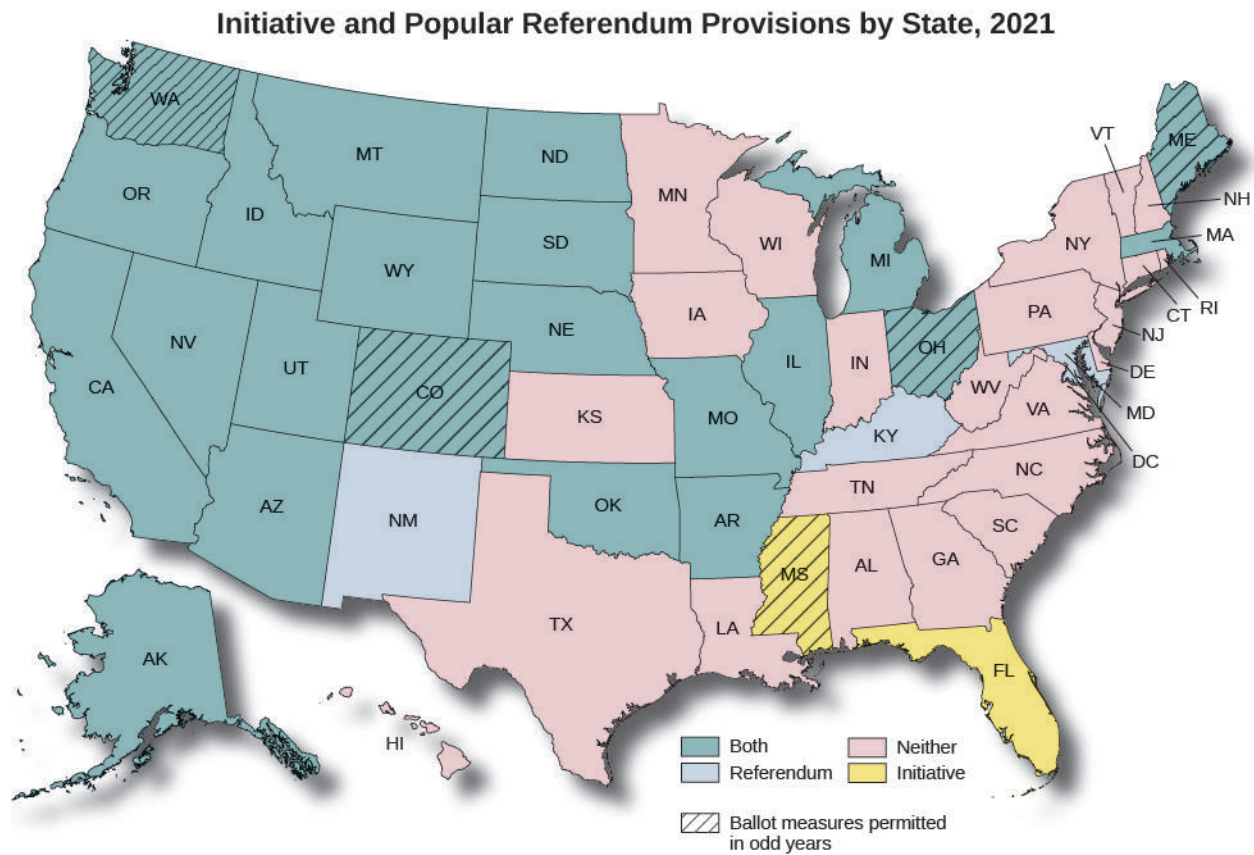 Initiative and Popular Referendum Provisions by State, 2021
WA
MT
ND
MN
VT
ME
OR
ID
SD
WI
NH
WY
MI
NY
MA
NE
IA
PA
RI
CT
NV
UT
CO
IL
IN
OH
NJ
CA
KS
MO
WV
VA
DE
MD
KY
DC
AZ
NM
OK
AR
TN
NC
SC
MS
AL
GA
TX
LA
AK
FL
HI
Both
Neither
Referendum
Initiative
Ballot measures permitted
in odd years